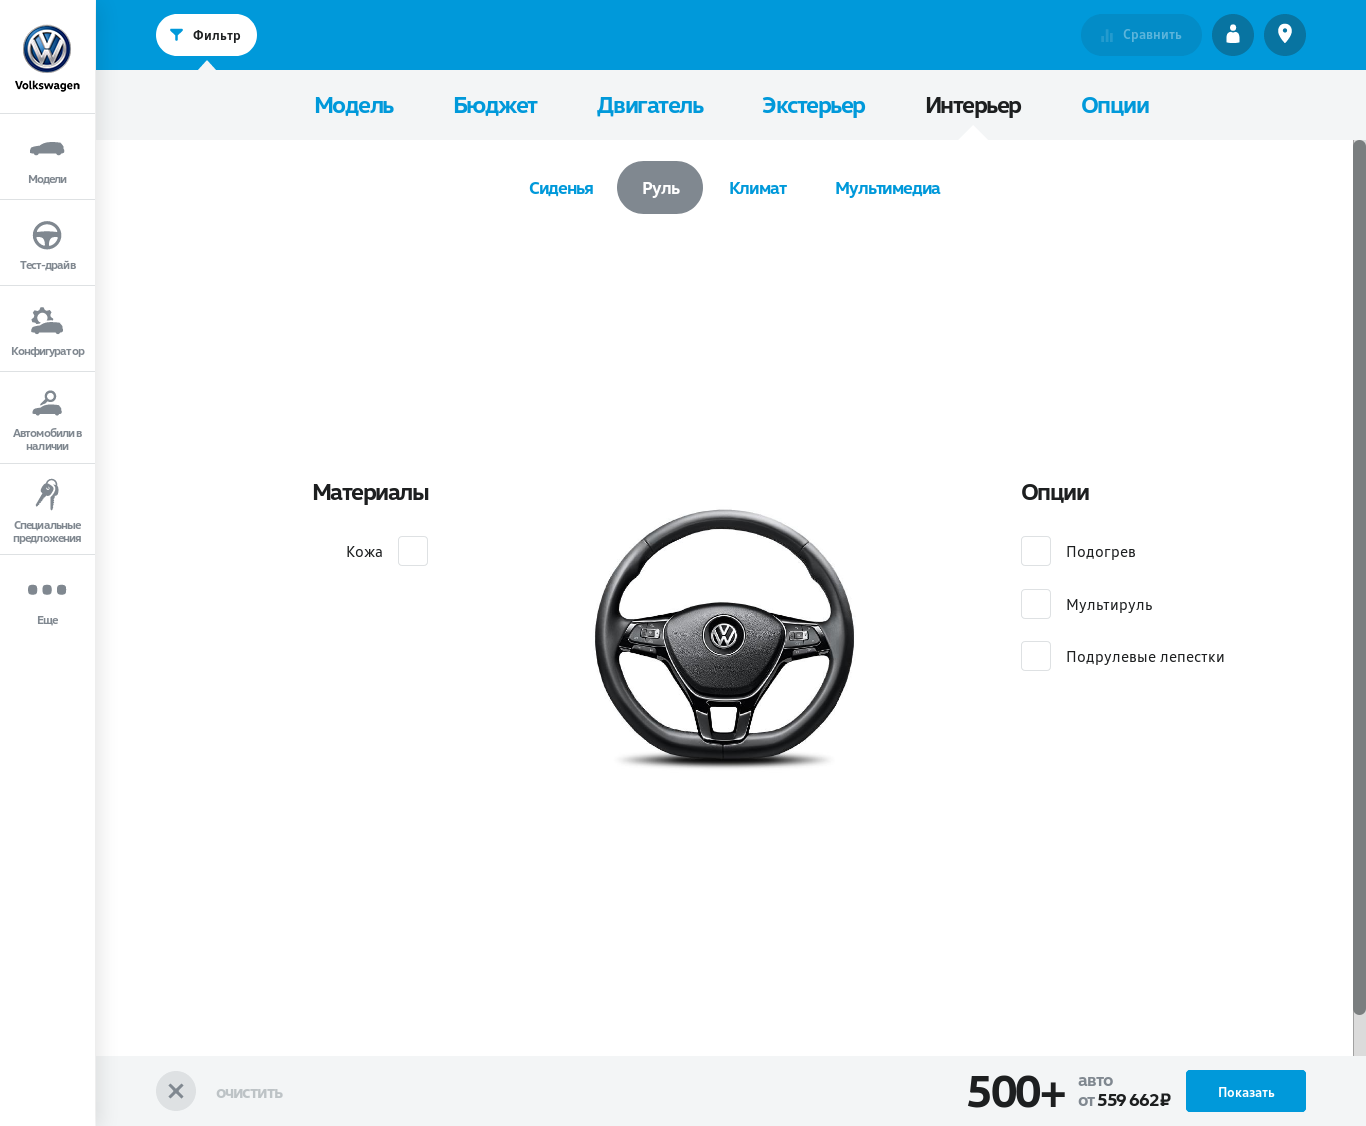 Volkswagen
Модели
Тест-драйв
Конфигуратор
Автомобили в
наличии
Специальные
предложения
Еще
Фильтр
Сравнить
Модель Бюджет Двигатель Экстерьер Интерьер Опции
Сиденья Руль Климат Мультимедиа
Материалы
Кожа
Опции
Подогрев
Мультируль
Подрулевые лепестки
ОЧИСТИТЬ
500+
авто
от 559 662₽
Показать